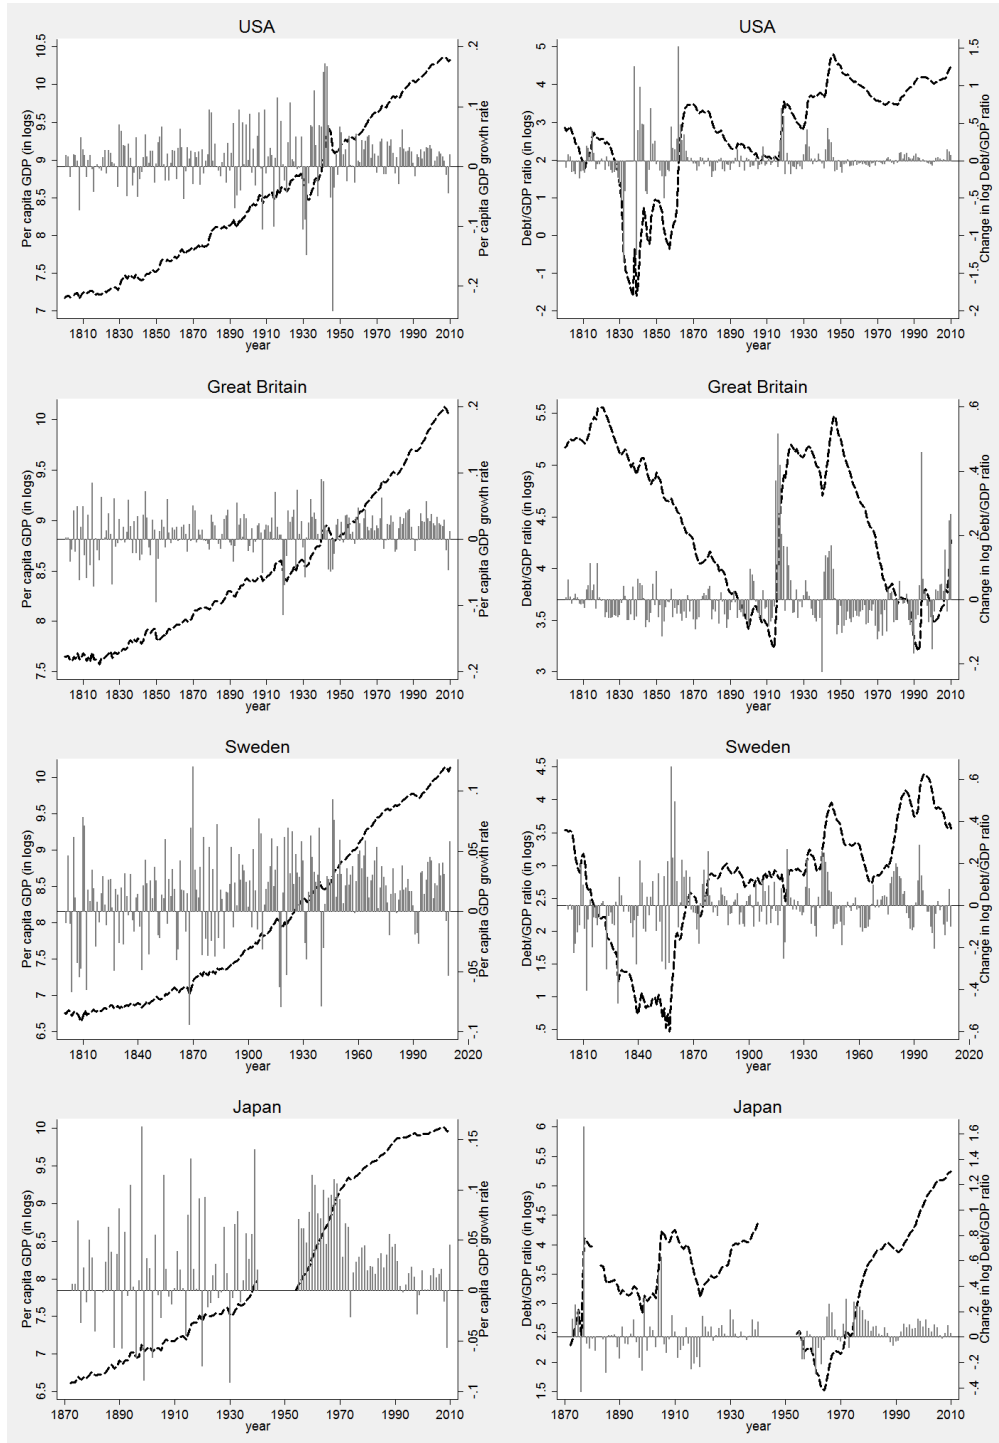 USA
Per capita GDP (in logs)
7 7.5 8 8.5 9 9.5 10 10.5
-.2 -.1 0 .1 .2
Per capita GDP growth rate
1810 1830 1850 1870 1890 1910 1930 1950 1970 1990 2010
year
USA
Debt/GDP ratio (in logs)
-2 -1 0 1 2 3 4 5
-2 -1.5 -1 -.5 0 .5 1 1.5
Change in log Debt/GDP ratio
1810 1830 1850 1870 1890 1910 1930 1950 1970 1990 2010
year
Great Britain
Per capita GDP (in logs)
7.5 8 8.5 9 9.5 10
-.2 -.1 0 .1 .2
Per capita GDP growth rate
1810 1830 1850 1870 1890 1910 1930 1950 1970 1990 2010
year
Great Britain
Debt/GDP ratio (in logs)
3 3.5 4 4.5 5 5.5
-.2 0 .2 .4 .6
Change in log Debt/GDP ratio
1810 1830 1850 1870 1890 1910 1930 1950 1970 1990 2010
year
Sweden
Per capita GDP (in logs)
6.5 7 7.5 8 8.5 9 9.5 10
-.1 -.05 0 .05 .1
Per capita GDP growth rate
1810 1840 1870 1900 1930 1960 1990 2020
year
Sweden
Debt/GDP ratio (in logs)
.5 1 1.5 2 2.5 3 3.5 4 4.5
-.6 -.4 -.2 0 .2 .4 .6
Change in log Debt/GDP ratio
1810 1840 1870 1900 1930 1960 1990 2020
year
Japan
Per capita GDP (in logs)
6.5 7 7.5 8 8.5 9 9.5 10
-.1 -.05 0 .05 .1 .15
Per capita GDP growth rate
1870 1890 1910 1930 1950 1970 1990 2010
year
Japan
Debt/GDP ratio (in logs)
1.5 2 2.5 3 3.5 4 4.5 5 5.5 6
-.4 -.2 0 .2 .4 .6 .8 1 1.2 1.4 1.6
Change in log Debt/GDP ratio
1870 1890 1910 1930 1950 1970 1990 2010
year